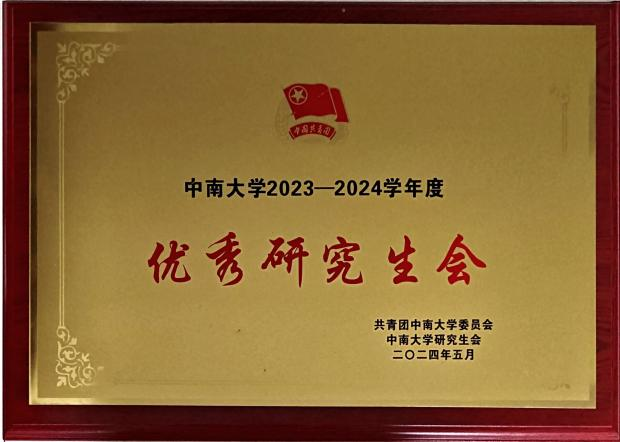 中国共青团
中南大学2023—2024学年度
优秀研究生会
共青团中南大学委员会
中南大学研究生会
二〇二四年五月